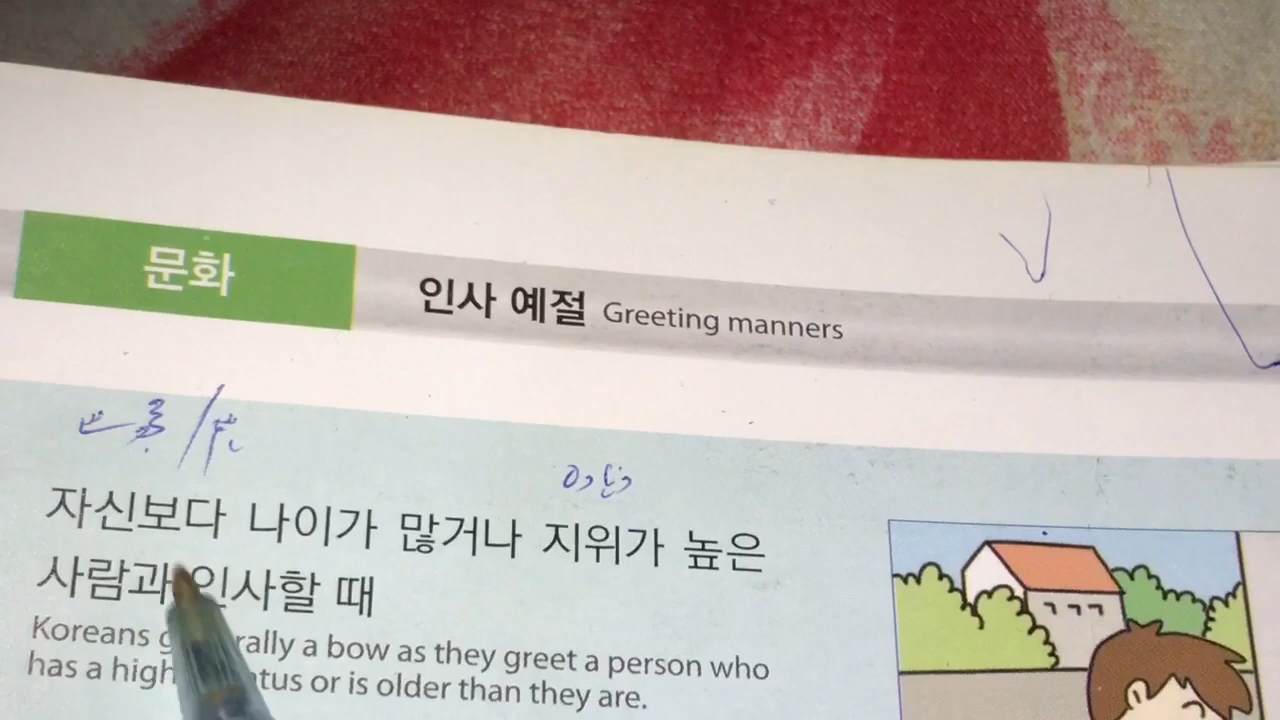 문화
인사 예절 Greeting manners
자신보다 나이가 많거나 지위가 높은
사람과 인사할 때
Koreans a bow as they greet a person who
has a or is older than they are.